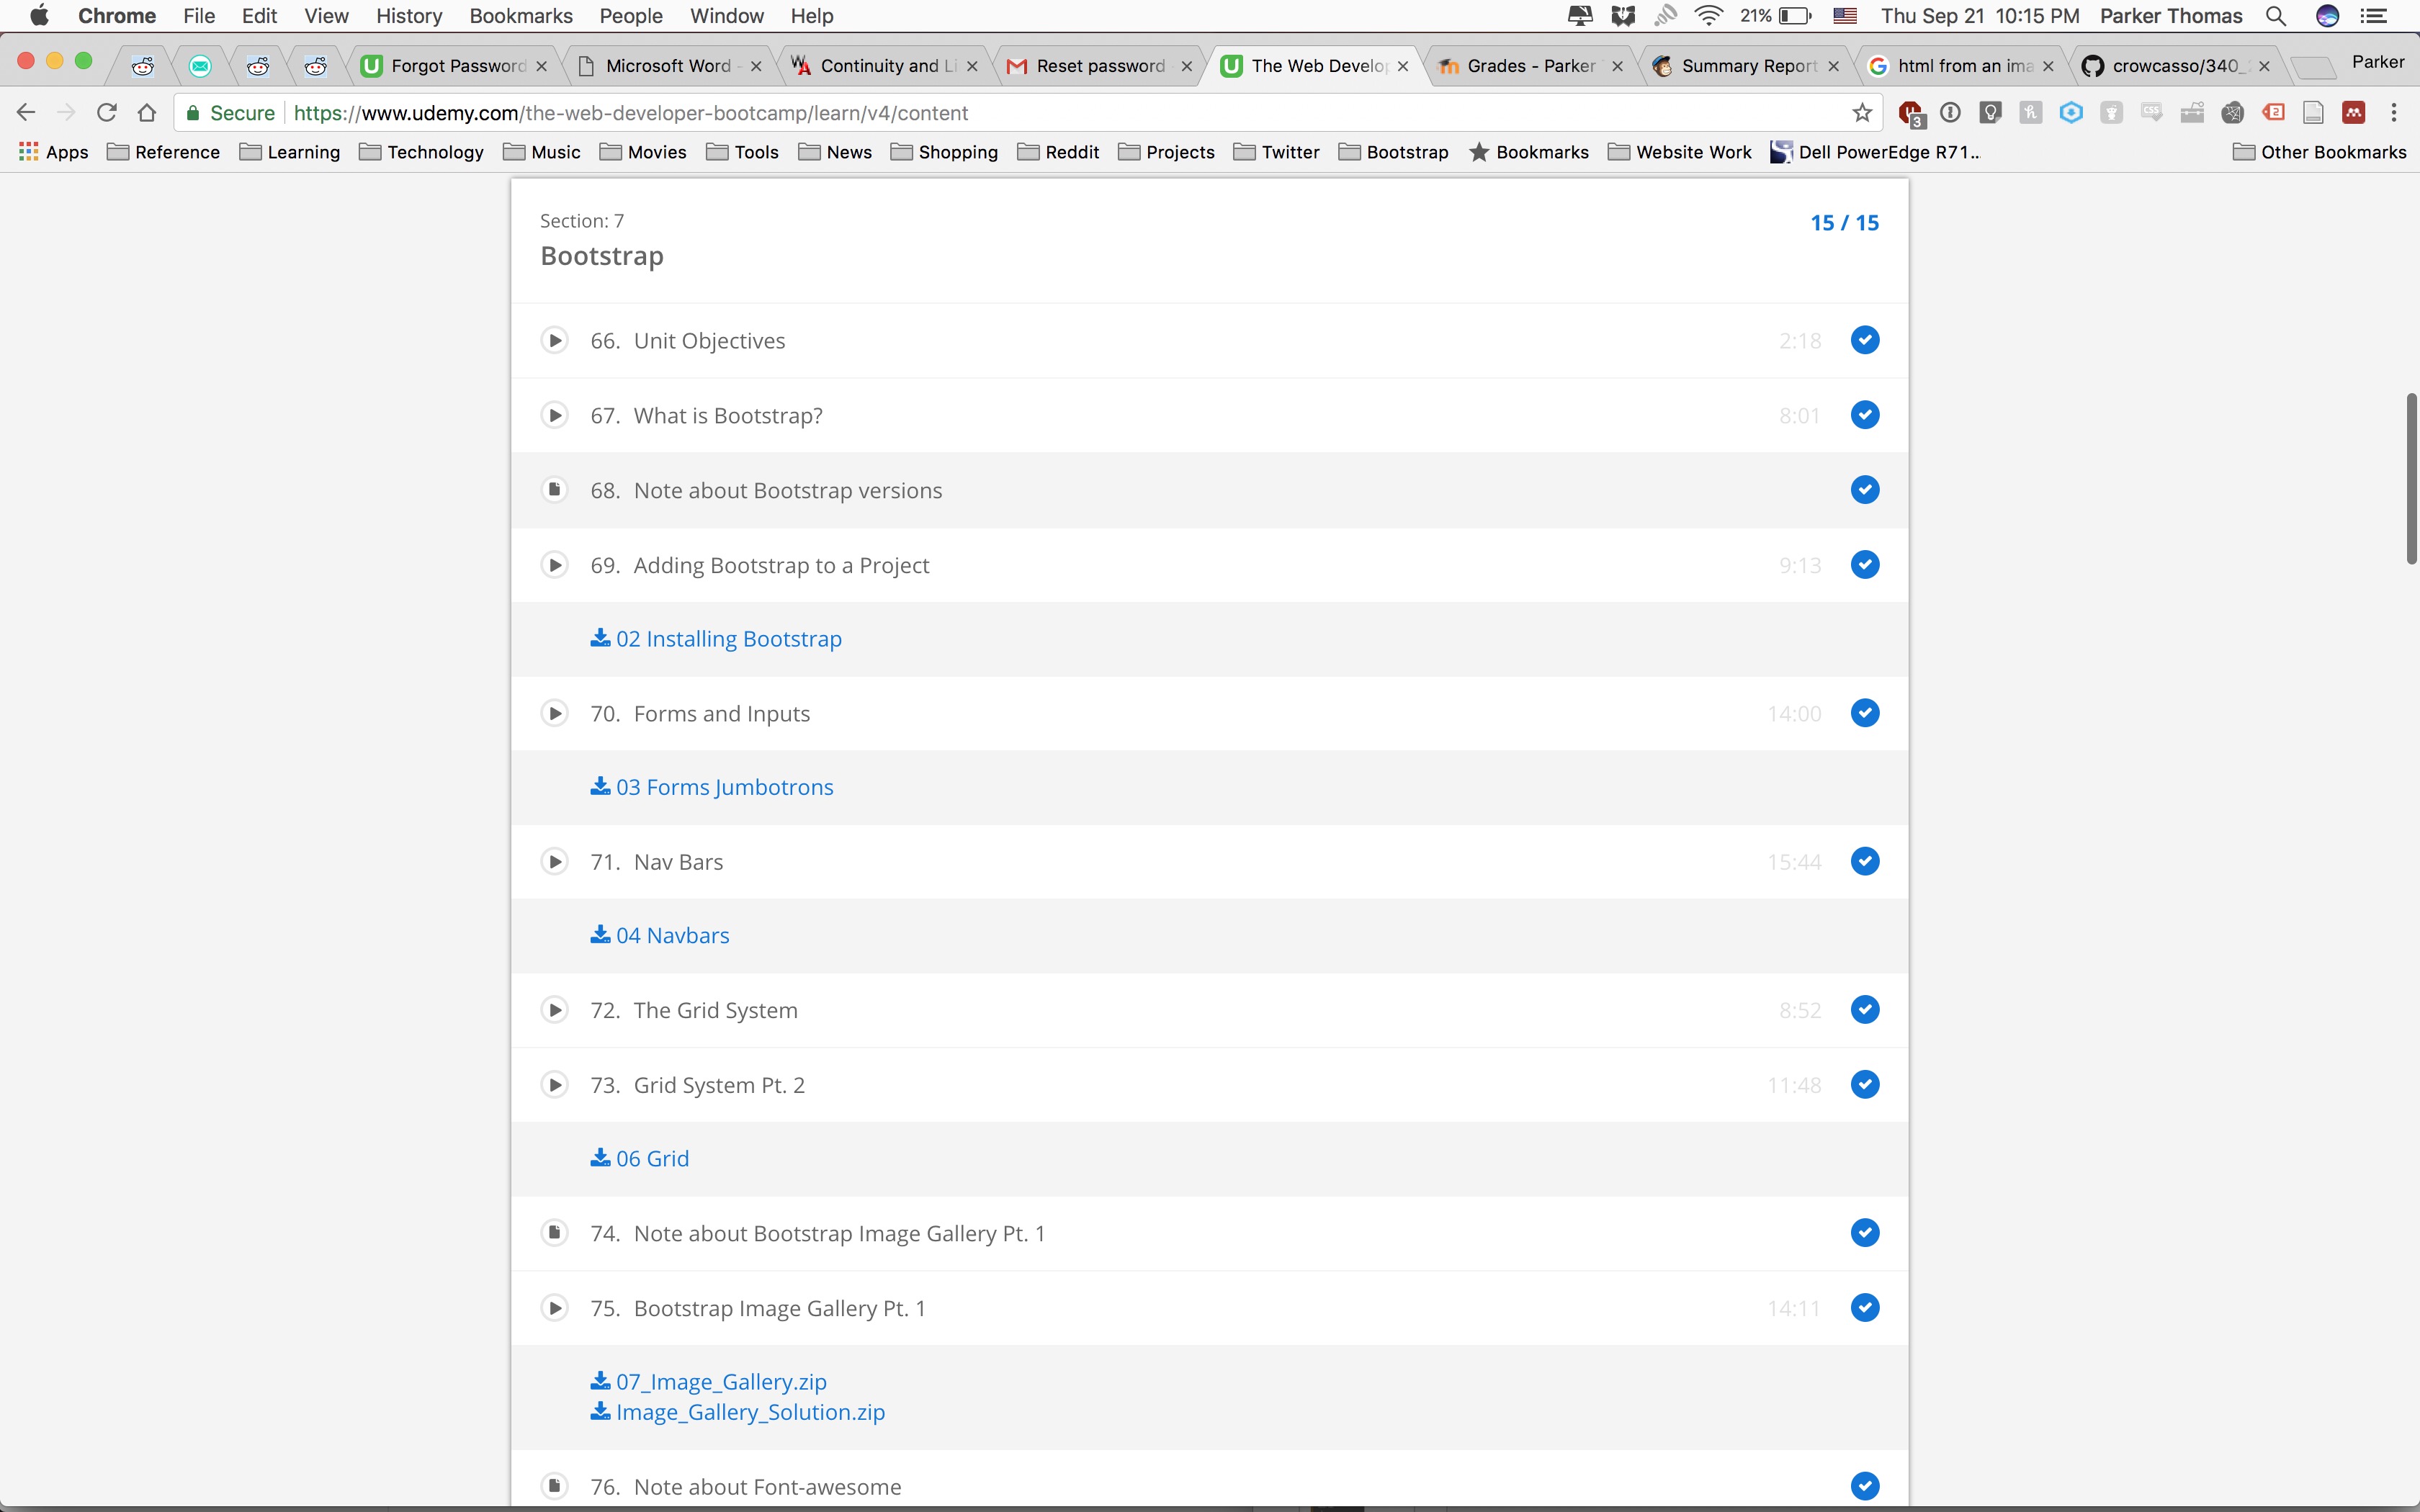 Chrome File Edit View History Bookmarks People Window Help 21% Thu Sep 21 10:15 PM Parker Thomas
Forgot Password Microsoft Word - Continuity and Li Reset password The Web Develop Grades - Parker Summary Report html from an ima crowcasso/340_ Parker
Secure https://www.udemy.com/the-web-developer-bootcamp/learn/v4/content 3
Apps Reference Learning Technology Music Movies Tools News Shopping Reddit Projects Twitter Bootstrap Bookmarks Website Work Dell PowerEdge R71... Other Bookmarks
Section: 7 15 / 15
Bootstrap
66. Unit Objectives 2:18
67. What is Bootstrap? 8:01
68. Note about Bootstrap versions
69. Adding Bootstrap to a Project 9:13
02 Installing Bootstrap
70. Forms and Inputs 14:00
03 Forms Jumbotrons
71. Nav Bars 15:44
04 Navbars
72. The Grid System 8:52
73. Grid System Pt. 2 11:48
06 Grid
74. Note about Bootstrap Image Gallery Pt. 1
75. Bootstrap Image Gallery Pt. 1 14:11
07_Image_Gallery.zip
Image_Gallery_Solution.zip
76. Note about Font-awesome